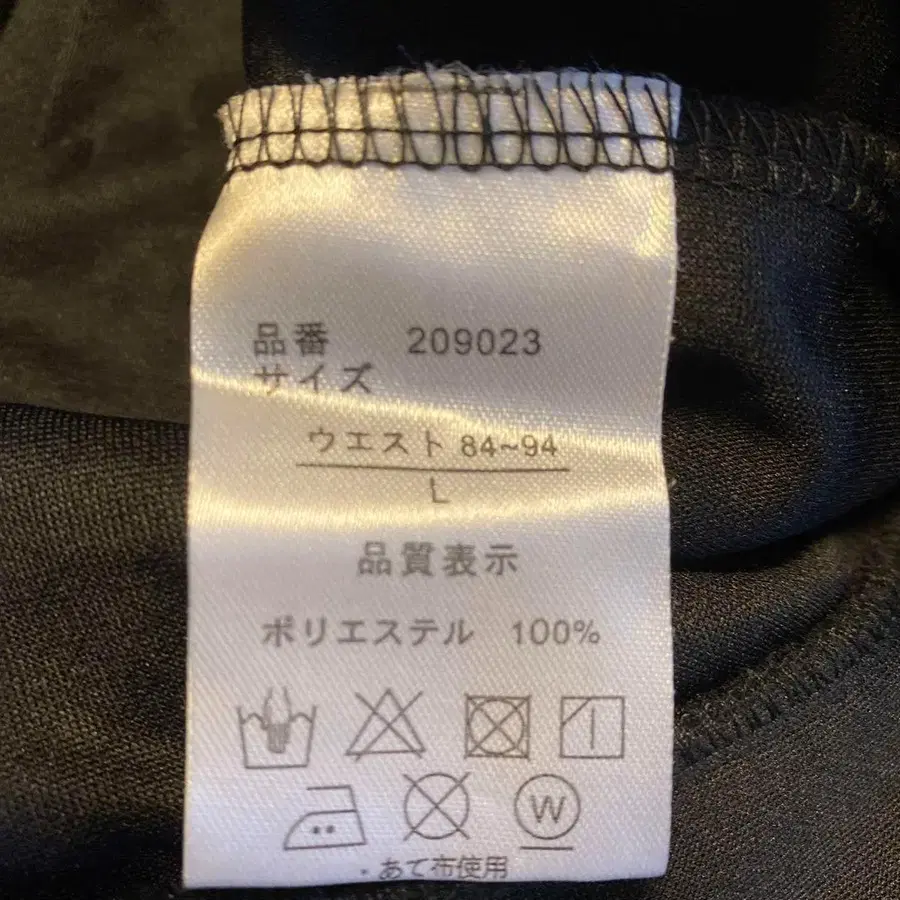 品番 209023
サイズ
ウエスト 84~94
L
品質表示
ポリエステル 100%
W
・あて布使用